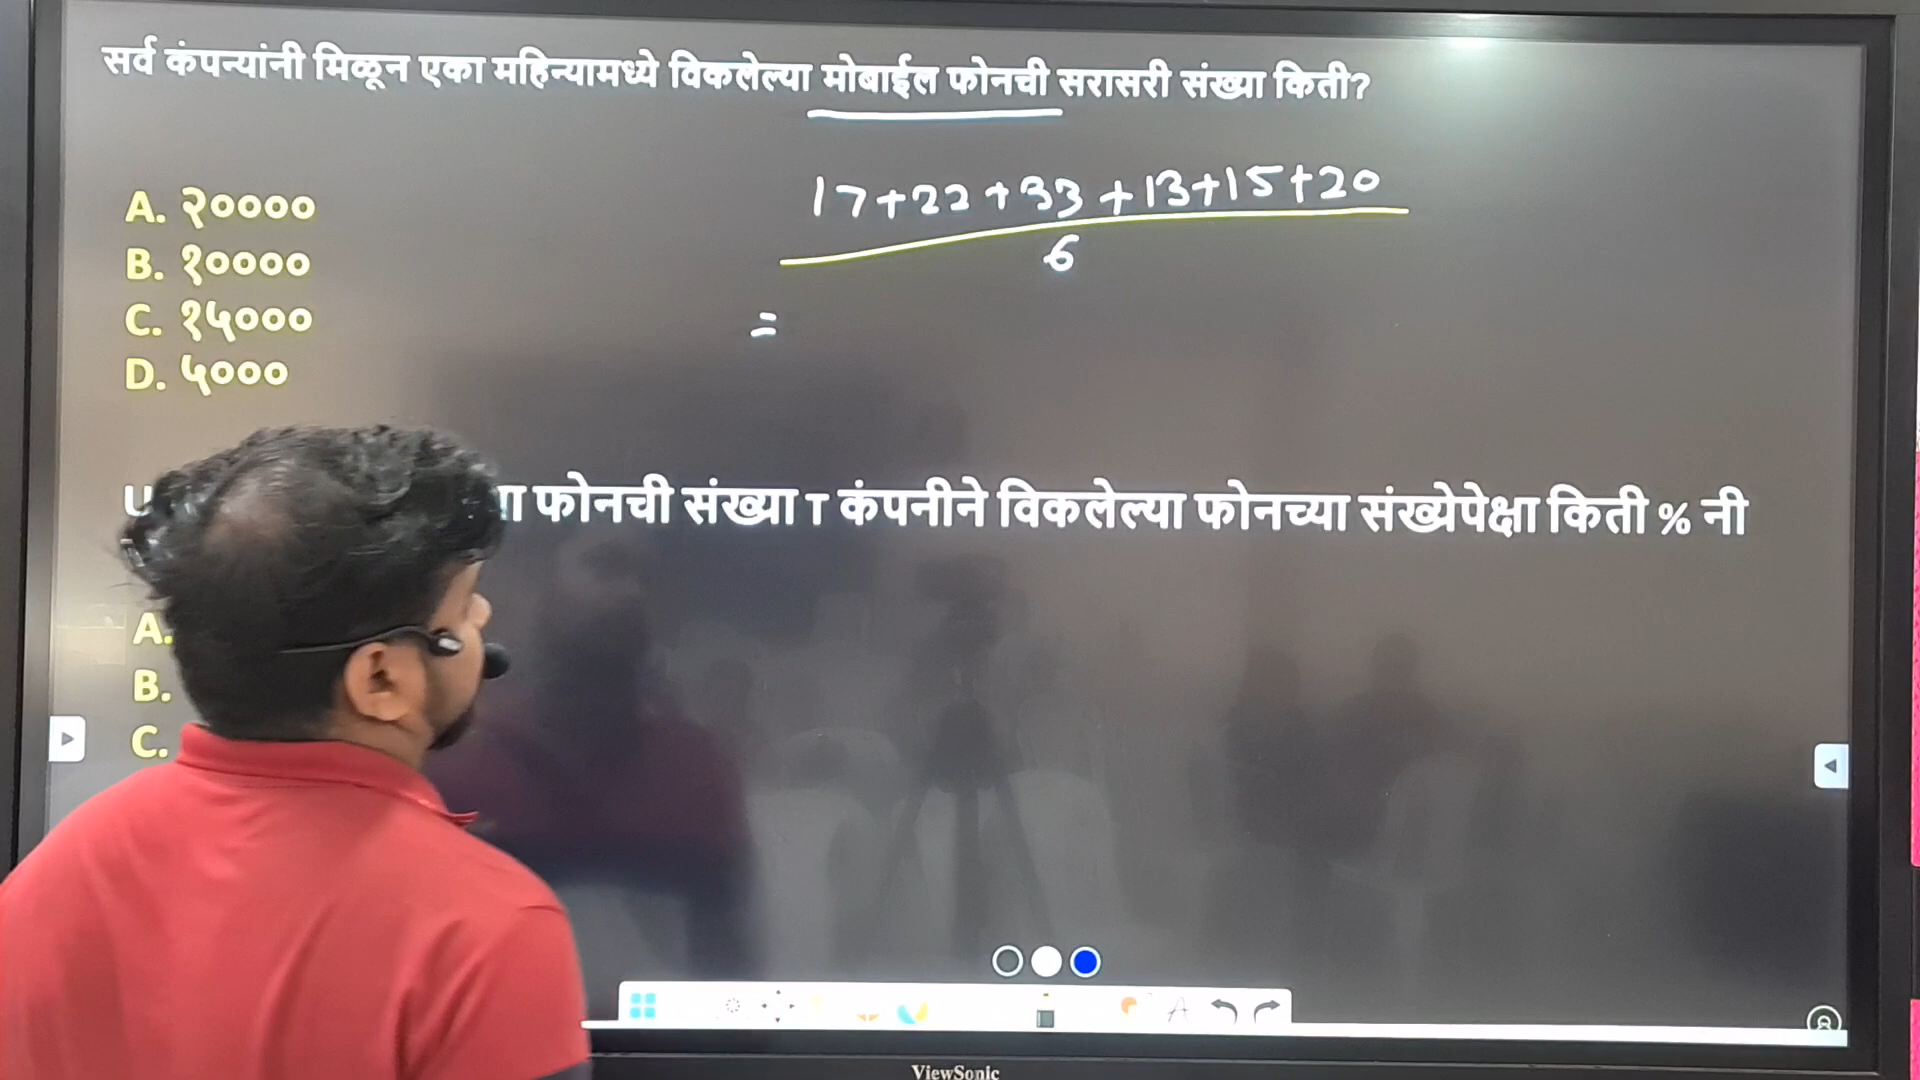 सर्व कंपन्यांनी मिळून एका महिन्यामध्ये विकलेल्या मोबाईल फोनची सरासरी संख्या किती?
17+22+33+13+15+20
6
=
A. २००००
B. १००००
C. १५०००
D. ५०००
U फोनची संख्या T कंपनीने विकलेल्या फोनच्या संख्येपेक्षा किती % नी
A.
B.
C.
ViewSonic